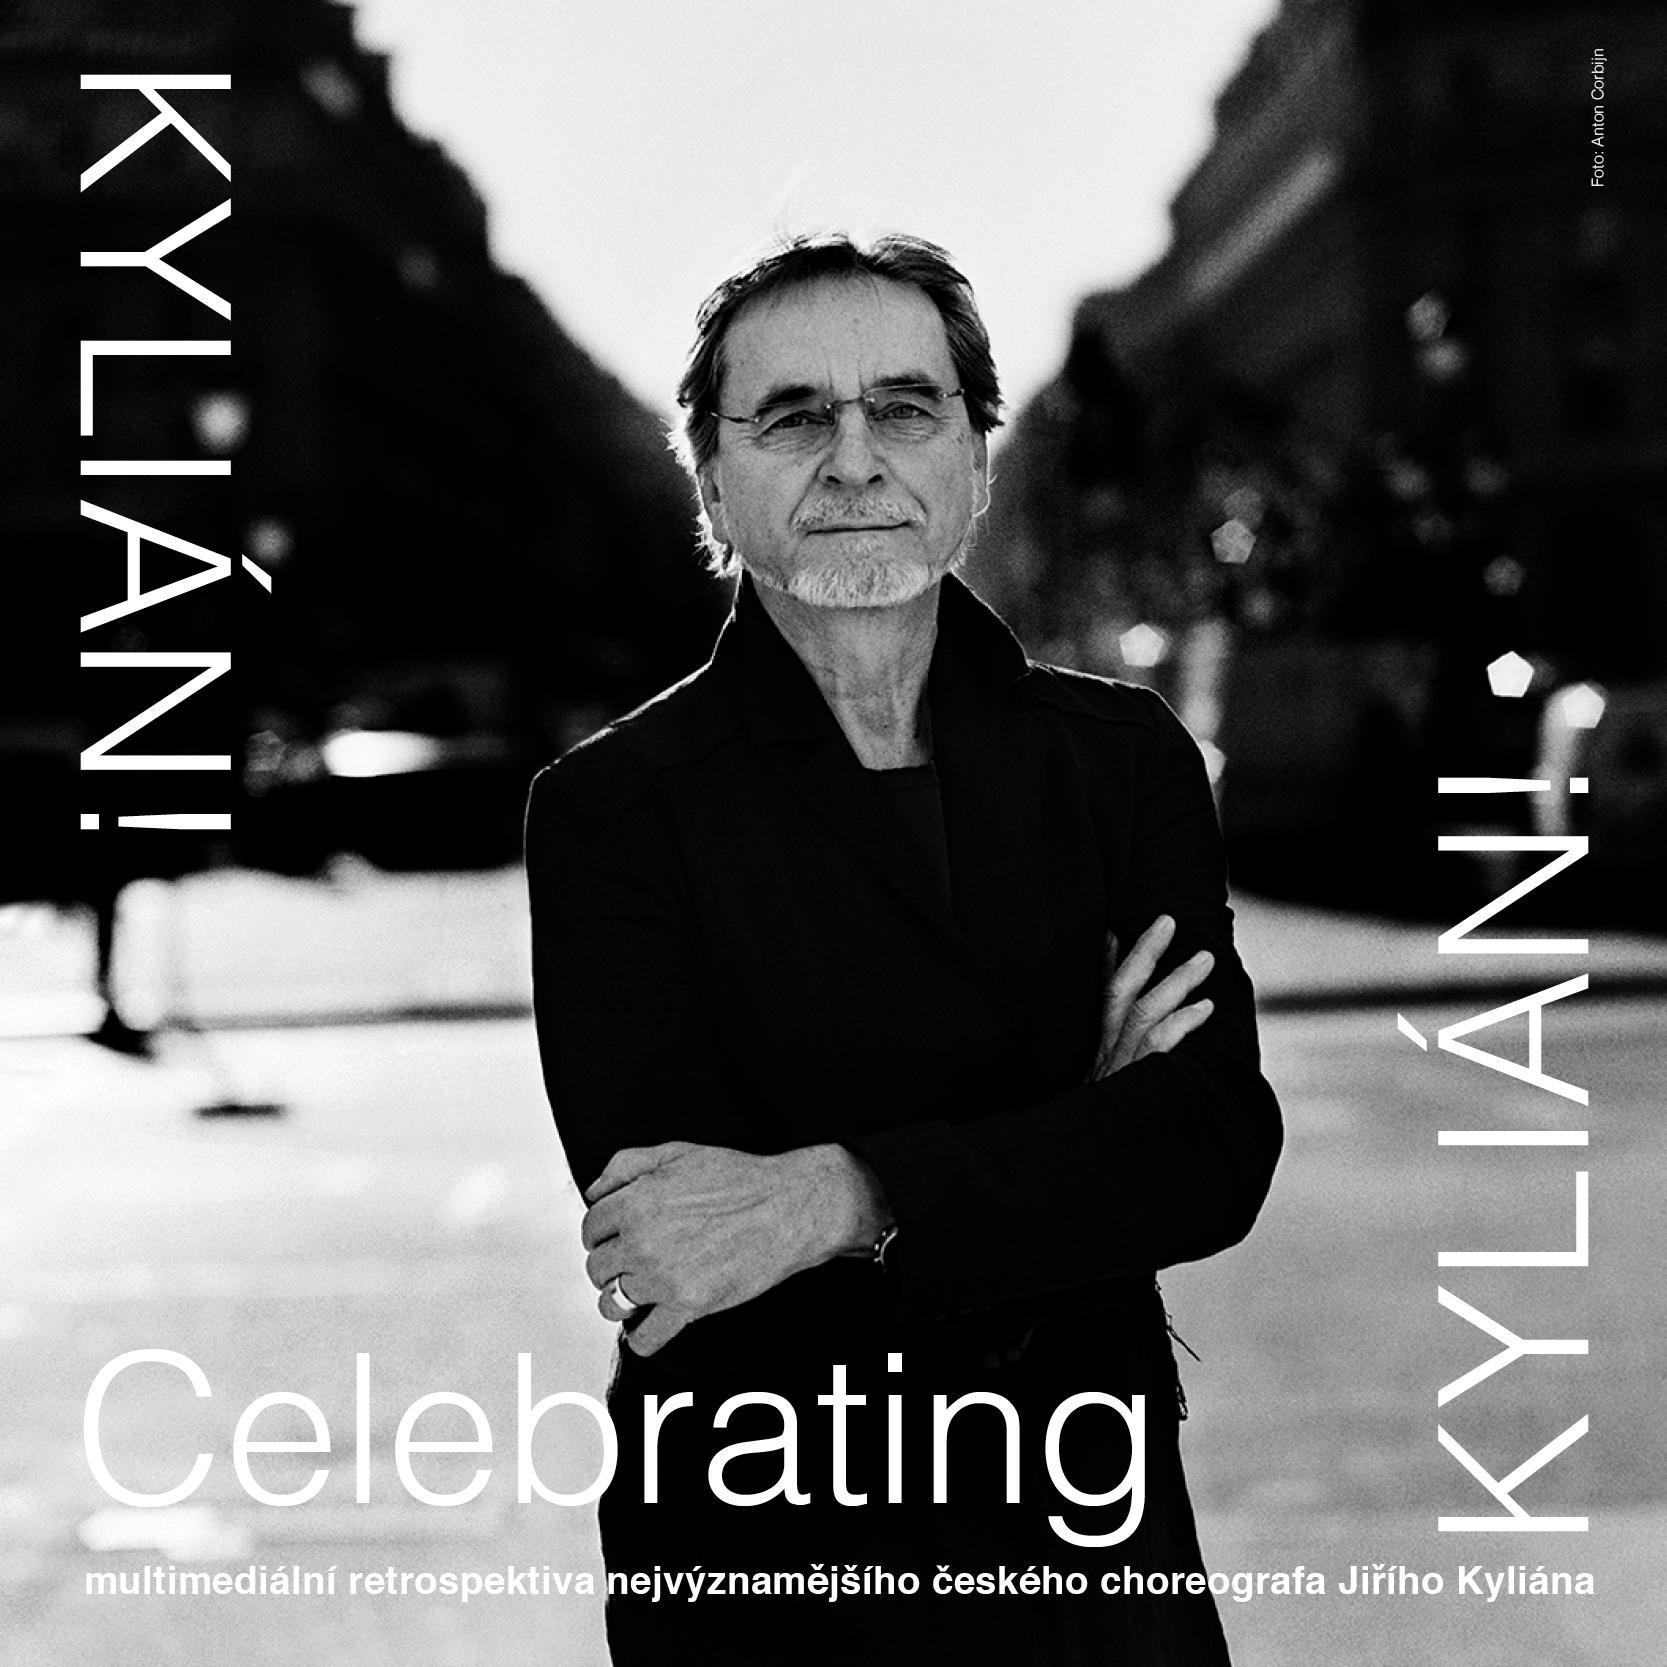 KYLIÁN!
Foto: Anton Corbijn
KYLIÁN!
Celebrating
multimediální retrospektiva nejvýznamějšího českého choreografa Jiřího Kyliána